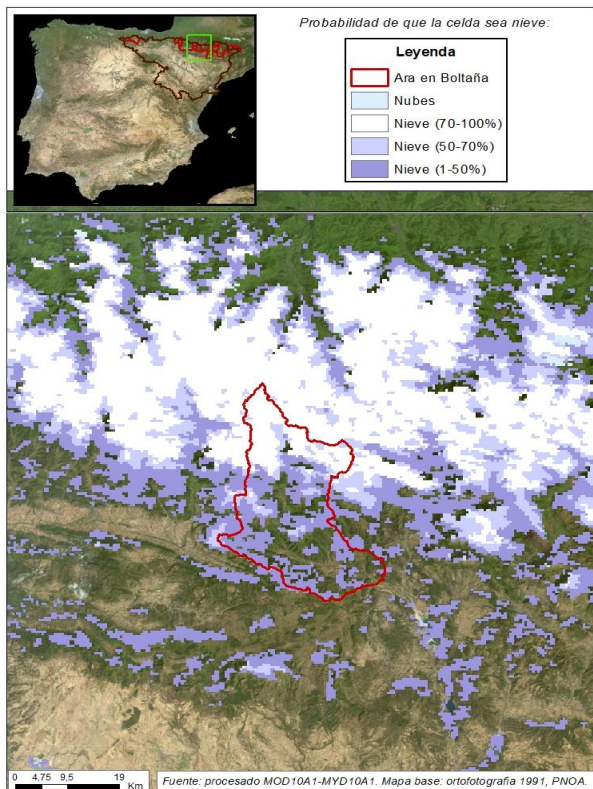 Probabilidad de que la celda sea nieve:
Leyenda
Ara en Boltaña
Nubes
Nieve (70-100%)
Nieve (50-70%)
Nieve (1-50%)
0 4,75 9,5 19
Km
Fuente: procesado MOD10A1-MYD10A1. Mapa base: ortofotografia 1991, PNOA.